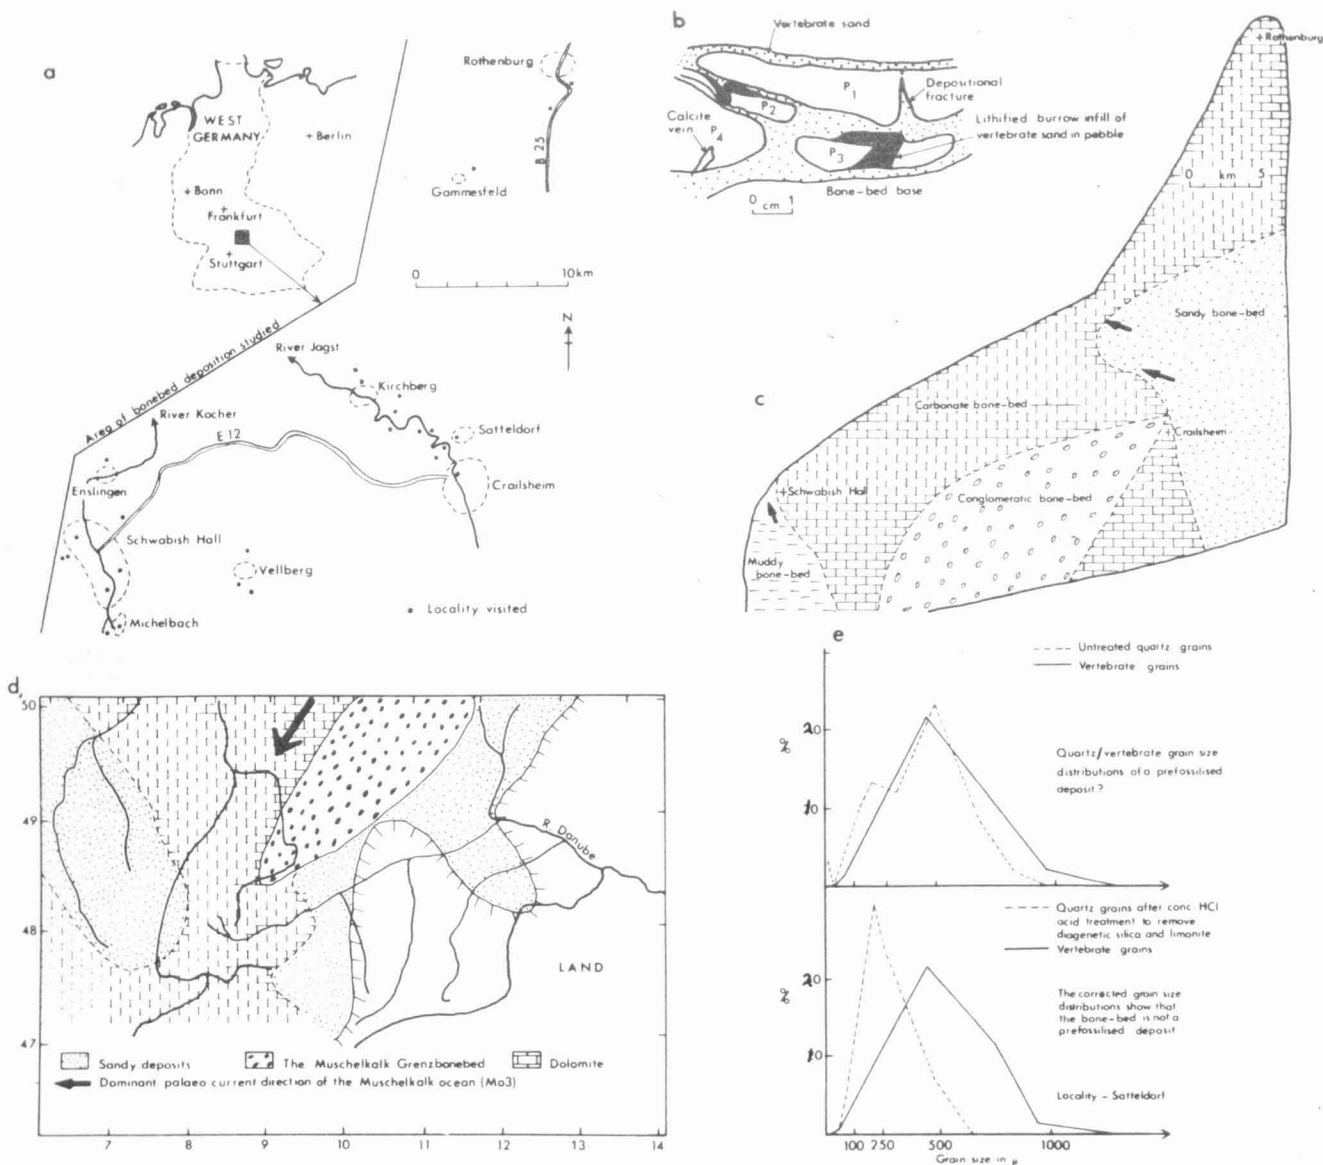 a
WEST
GERMANY
Berlin
Bonn
Frankfurt
Stuttgart
Rothenburg
B 25
Gammesfeld
0 10km
N
Area of bonebed deposition studied
River Jagst
Kirchberg
River Kocher
E 12
Satteldorf
Crailsheim
Enslingen
Schwabish Hall
Vellberg
Locality visited
Michelbach
b
Vertebrate sand
P1
Depositional
fracture
P2
Calcite
vein
P4
Lithified burrow infill of
vertebrate sand in pebble
P3
Bone-bed base
0 cm 1
c
Rothenburg
0 km 5
Sandy bone-bed
Carbonate bone-bed
Crailsheim
Schwabish Hall
Conglomeratic bone-bed
Muddy
bone-bed
d
50
49
48
47
R. Danube
LAND
Sandy deposits
The Muschelkalk Grenzbonebed
Dolomite
Dominant palaeo current direction of the Muschelkalk ocean (Mo3)
7 8 9 10 11 12 13 14
e
Untreated quartz grains
Vertebrate grains
20
%
10
Quartz/vertebrate grain size
distributions of a prefossilised
deposit?
Quartz grains after conc HCl
acid treatment to remove
diagenetic silica and limonite
Vertebrate grains
20
%
10
The corrected grain size
distributions show that
the bone-bed is not a
prefossilised deposit
Locality - Satteldorf
100 250 500 1000
Grain size in μ